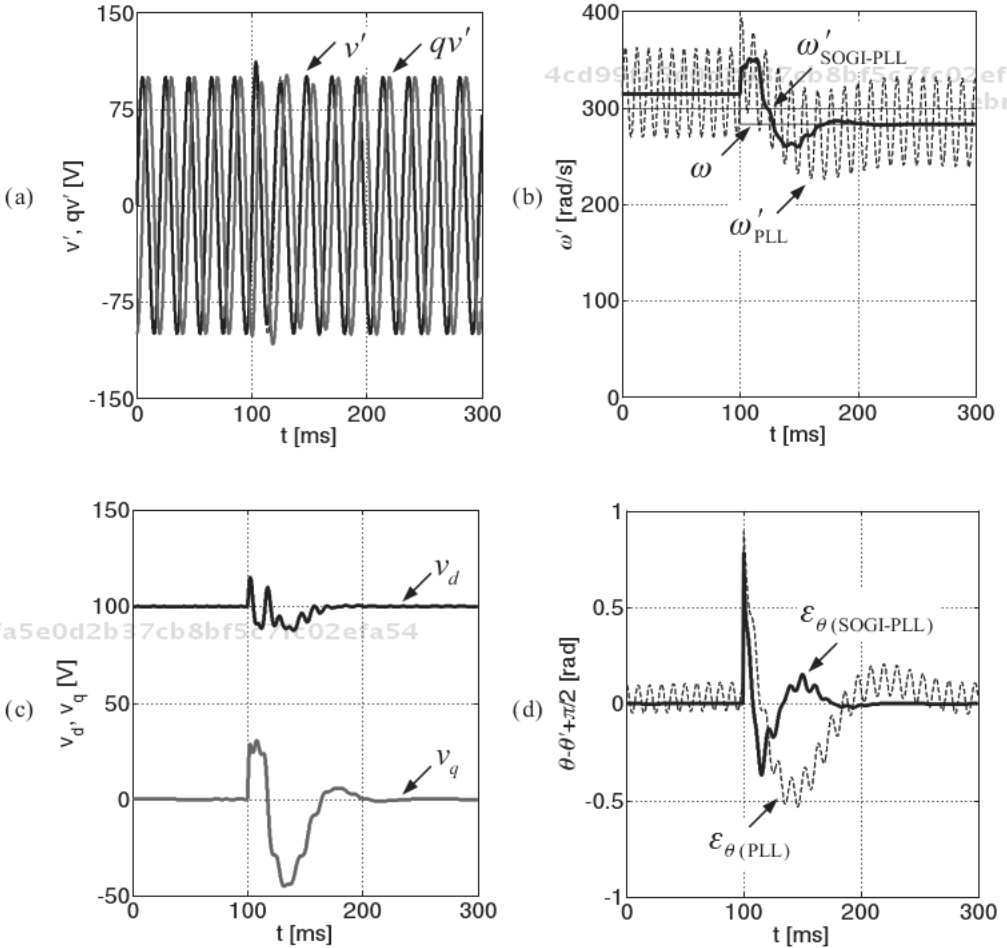 (a)
150
75
0
-75
-150
v', qv' [V]
v'
qv'
0 100 200 300
t [ms]
(b)
400
300
200
100
0
ω' [rad/s]
ω'SOGI-PLL
ω
ω'PLL
0 100 200 300
t [ms]
(c)
150
100
50
0
-50
vd, vq [V]
vd
vq
0 100 200 300
t [ms]
(d)
1
0.5
0
-0.5
-1
θ-θ'+π/2 [rad]
εθ(SOGI-PLL)
εθ(PLL)
0 100 200 300
t [ms]